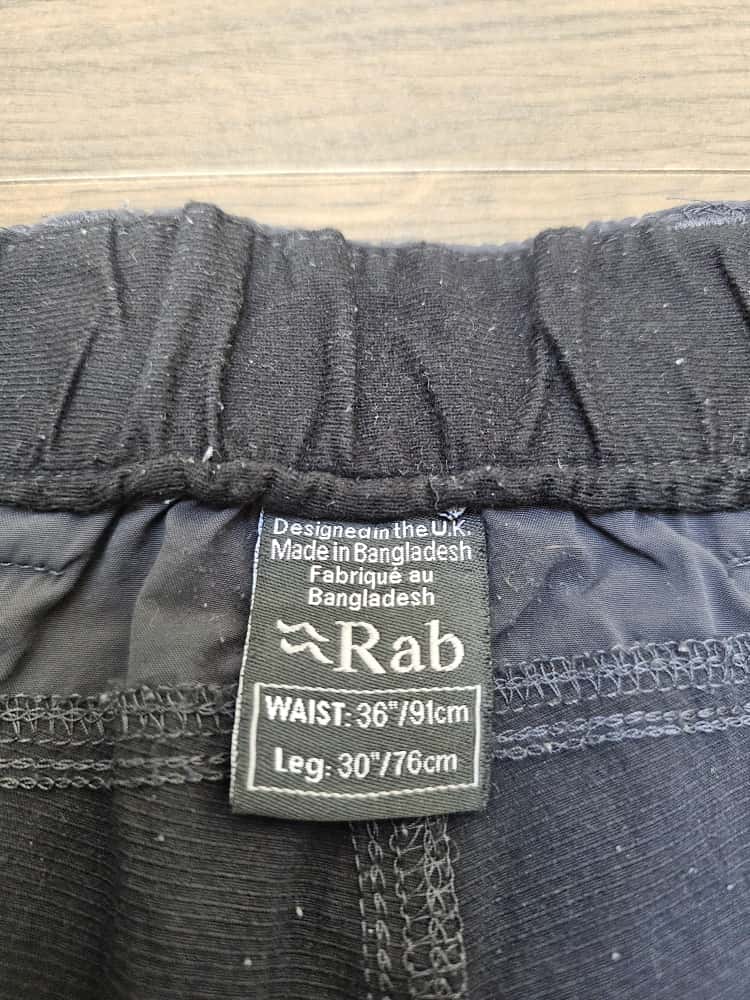 Designed in the U.K.
Made in Bangladesh
Fabriqué au
Bangladesh
Rab
WAIST: 36"/91cm
Leg: 30"/76cm